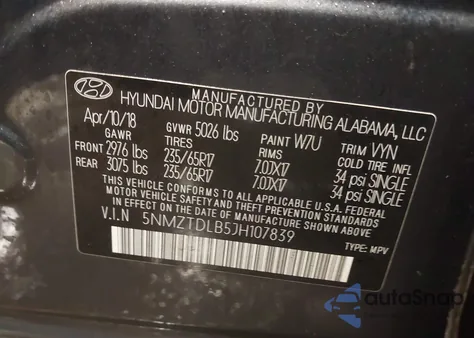 MANUFACTURED BY
HYUNDAI MOTOR MANUFACTURING ALABAMA, LLC
Apr/10/18 GVWR 5026 lbs PAINT W7U TRIM VYN
GAWR TIRES RIMS COLD TIRE INFL
FRONT 2976 lbs 235/65R17 7.0JX17 34 psi SINGLE
REAR 3075 lbs 235/65R17 7.0JX17 34 psi SINGLE
THIS VEHICLE CONFORMS TO ALL APPLICABLE U.S.A. FEDERAL
MOTOR VEHICLE SAFETY STANDARDS IN EFFECT ON
THE DATE OF MANUFACTURE SHOWN ABOVE.
V.I.N 5NMZTDLB5JH107839
TYPE: MPV
autoSnap